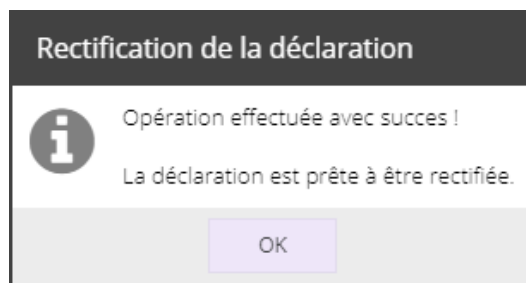 Rectification de la déclaration
Opération effectuée avec succes !
La déclaration est prête à être rectifiée.
OK